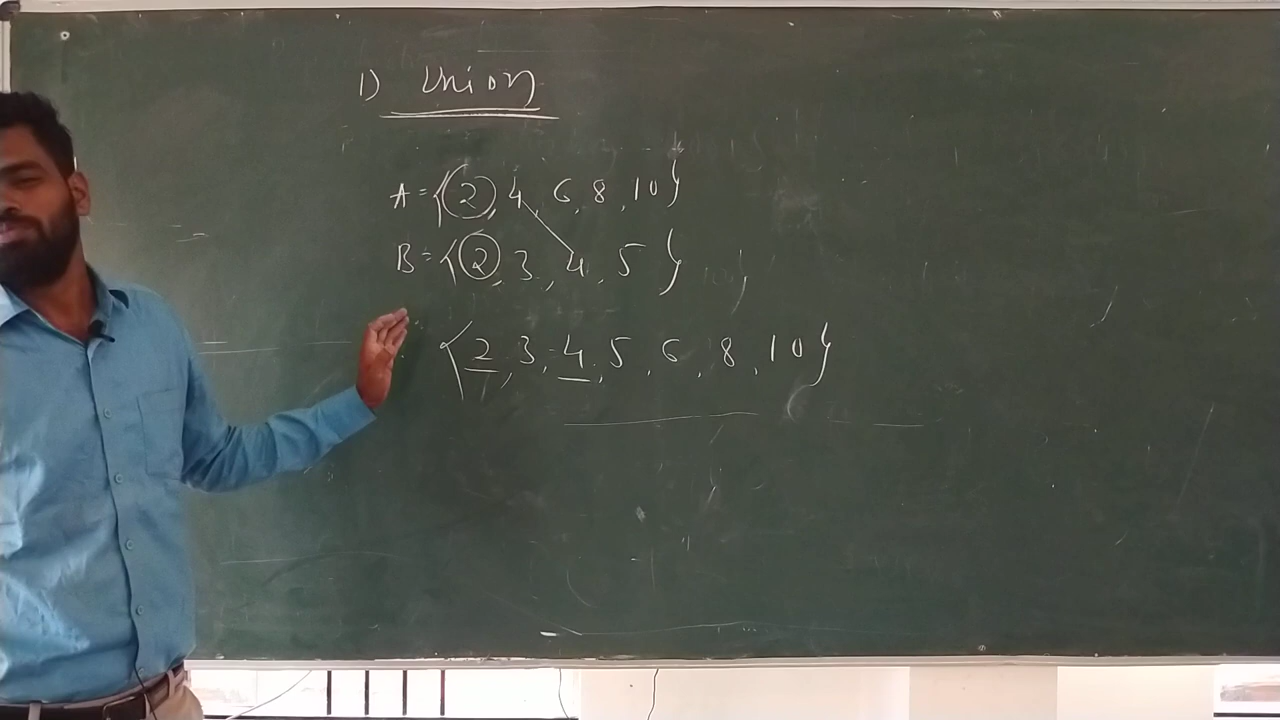 1) Union
A = {2, 4, 6, 8, 10}
B = {2, 3, 4, 5}
{2, 3, 4, 5, 6, 8, 10}